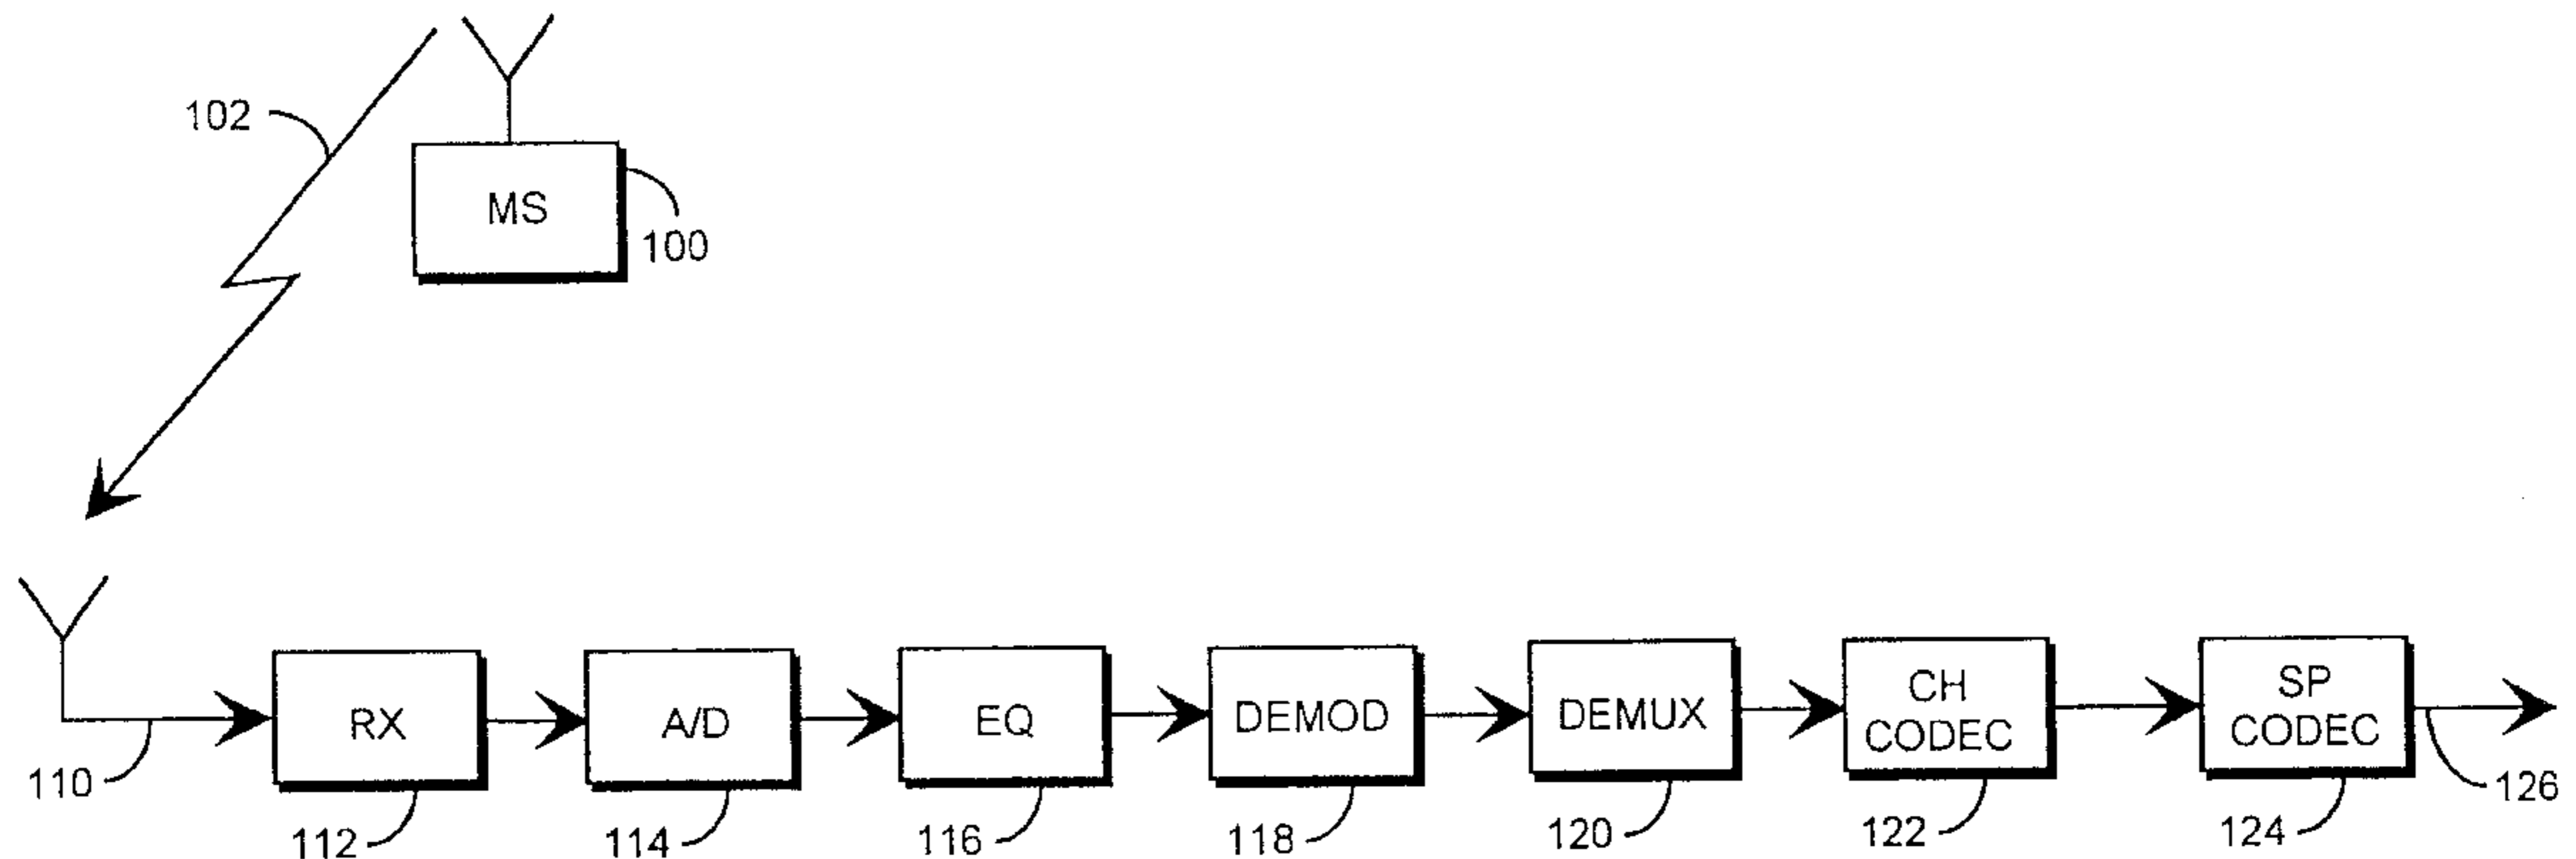 102
MS
100
110
RX
112
A/D
114
EQ
116
DEMOD
118
DEMUX
120
CH
CODEC
122
SP
CODEC
124
126